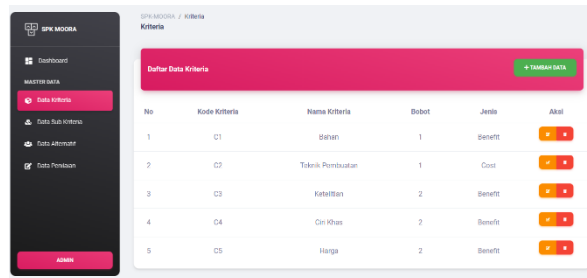 SPK MOORA
Dashboard
MASTER DATA
Data Kriteria
Data Sub Kriteria
Data Alternatif
Data Penilaian
ADMIN
SPK-MOORA / Kriteria
Kriteria
Daftar Data Kriteria
+ TAMBAH DATA
No Kode Kriteria Nama Kriteria Bobot Jenis Aksi
1 C1 Bahan 1 Benefit
2 C2 Teknik Pembuatan 1 Cost
3 C3 Ketelitian 2 Benefit
4 C4 Ciri Khas 2 Benefit
5 C5 Harga 2 Benefit